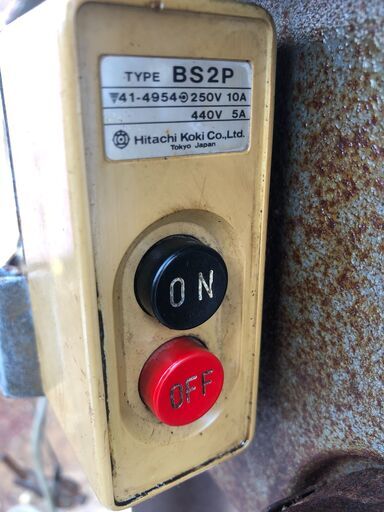 TYPE BS2P
▽41-4954 250V 10A
440V 5A
Hitachi Koki Co.,Ltd.
Tokyo Japan
ON
OFF